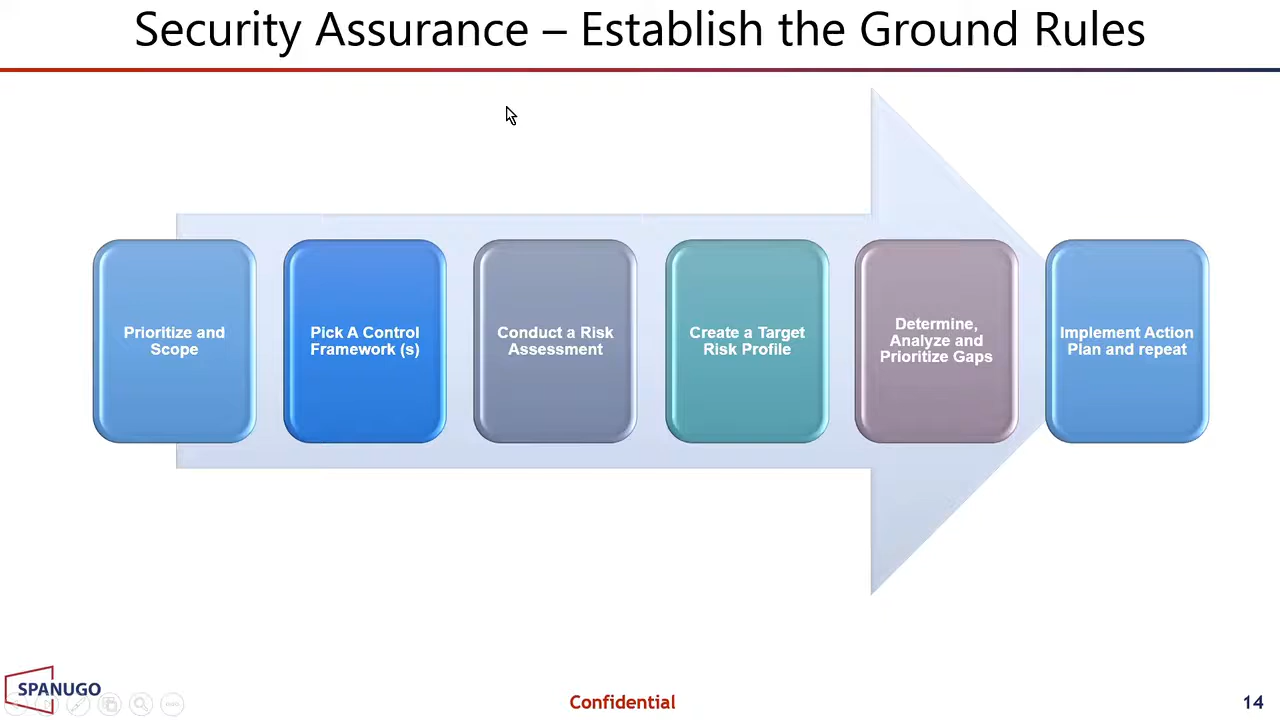 Security Assurance – Establish the Ground Rules
Prioritize and
Scope
Pick A Control
Framework (s)
Conduct a Risk
Assessment
Create a Target
Risk Profile
Determine,
Analyze and
Prioritize Gaps
Implement Action
Plan and repeat
SPANUGO
Confidential
14